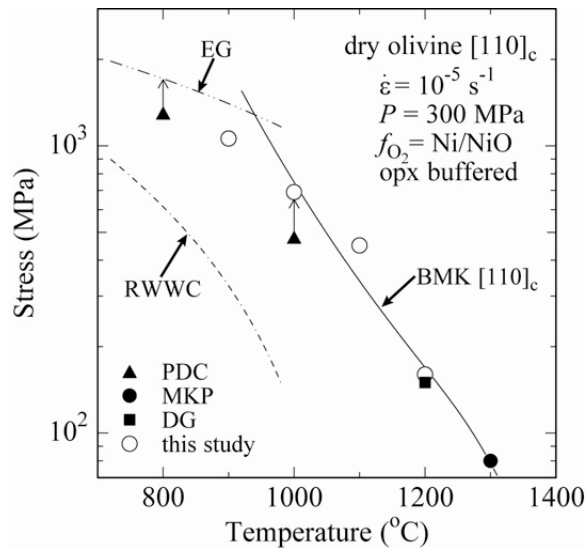 EG
dry olivine [110]c
ε̇ = 10⁻⁵ s⁻¹
P = 300 MPa
fO₂ = Ni/NiO
opx buffered
10³
Stress (MPa)
RWWC
BMK [110]c
▲ PDC
● MKP
■ DG
○ this study
10²
800 1000 1200 1400
Temperature (°C)